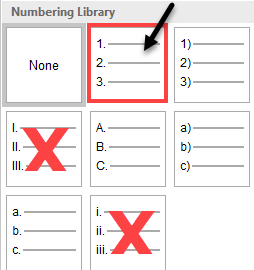 Numbering Library
None
1.
2.
3.
1)
2)
3)
I.
II.
III.
A.
B.
C.
a)
b)
c)
a.
b.
c.
i.
ii.
iii.